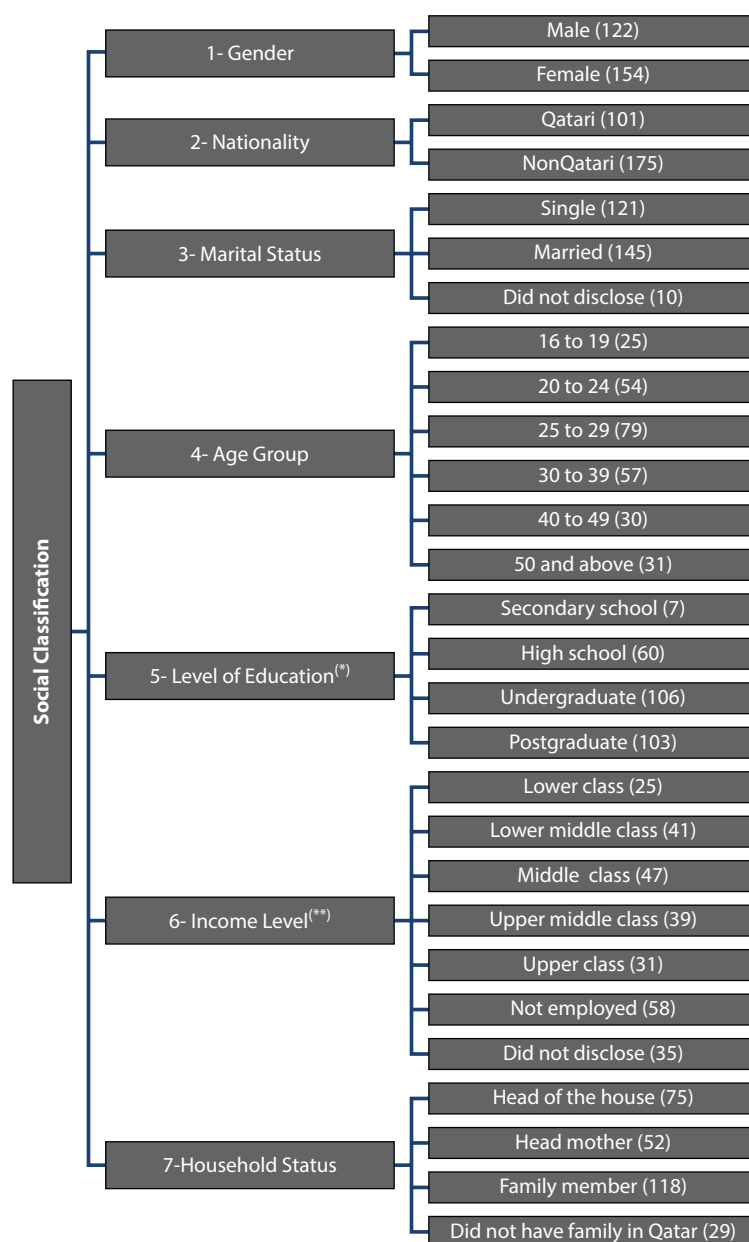 Social Classification
1- Gender
Male (122)
Female (154)
2- Nationality
Qatari (101)
NonQatari (175)
3- Marital Status
Single (121)
Married (145)
Did not disclose (10)
4- Age Group
16 to 19 (25)
20 to 24 (54)
25 to 29 (79)
30 to 39 (57)
40 to 49 (30)
50 and above (31)
5- Level of Education(*)
Secondary school (7)
High school (60)
Undergraduate (106)
Postgraduate (103)
6- Income Level(**)
Lower class (25)
Lower middle class (41)
Middle  class (47)
Upper middle class (39)
Upper class (31)
Not employed (58)
Did not disclose (35)
7-Household Status
Head of the house (75)
Head mother (52)
Family member (118)
Did not have family in Qatar (29)